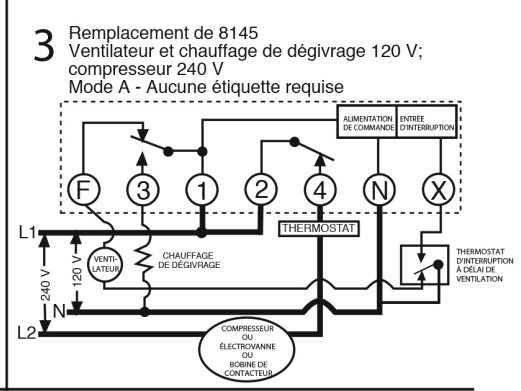 3
Remplacement de 8145
Ventilateur et chauffage de dégivrage 120 V;
compresseur 240 V
Mode A - Aucune étiquette requise
ALIMENTATION
DE COMMANDE
ENTRÉE
D'INTERRUPTION
F 3 1 2 4 N X
L1
THERMOSTAT
VENTI-
LATEUR
CHAUFFAGE
DE DÉGIVRAGE
THERMOSTAT
D'INTERRUPTION
À DÉLAI DE
VENTILATION
240 V
120 V
N
L2
COMPRESSEUR
OU
ÉLECTROVANNE
OU
BOBINE DE
CONTACTEUR